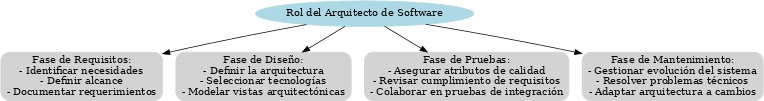 Rol del Arquitecto de Software
Fase de Requisitos:
- Identificar necesidades
- Definir alcance
- Documentar requerimientos
Fase de Diseño:
- Definir la arquitectura
- Seleccionar tecnologías
- Modelar vistas arquitectónicas
Fase de Pruebas:
- Asegurar atributos de calidad
- Revisar cumplimiento de requisitos
- Colaborar en pruebas de integración
Fase de Mantenimiento:
- Gestionar evolución del sistema
- Resolver problemas técnicos
- Adaptar arquitectura a cambios